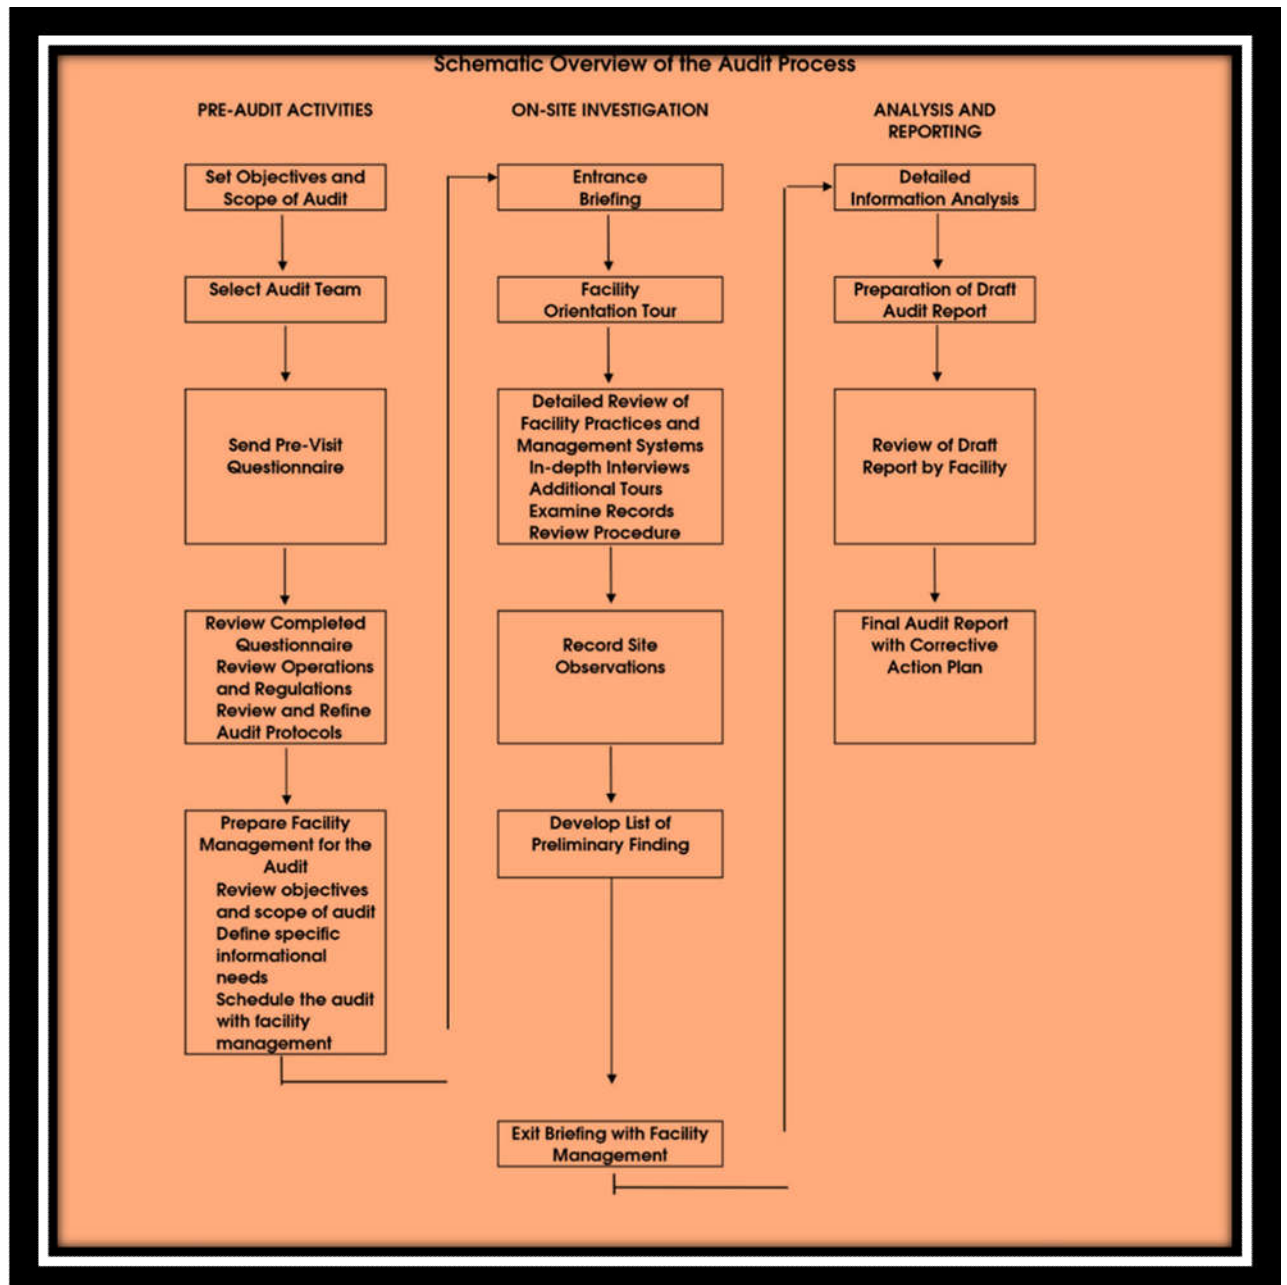 Schematic Overview of the Audit Process
PRE-AUDIT ACTIVITIES
Set Objectives and
Scope of Audit
Select Audit Team
Send Pre-Visit
Questionnaire
Review Completed
Questionnaire
Review Operations
and Regulations
Review and Refine
Audit Protocols
Prepare Facility
Management for the
Audit
Review objectives
and scope of audit
Define specific
informational
needs
Schedule the audit
with facility
management
ON-SITE INVESTIGATION
Entrance
Briefing
Facility
Orientation Tour
Detailed Review of
Facility Practices and
Management Systems
In-depth Interviews
Additional Tours
Examine Records
Review Procedure
Record Site
Observations
Develop List of
Preliminary Finding
Exit Briefing with Facility
Management
ANALYSIS AND
REPORTING
Detailed
Information Analysis
Preparation of Draft
Audit Report
Review of Draft
Report by Facility
Final Audit Report
with Corrective
Action Plan